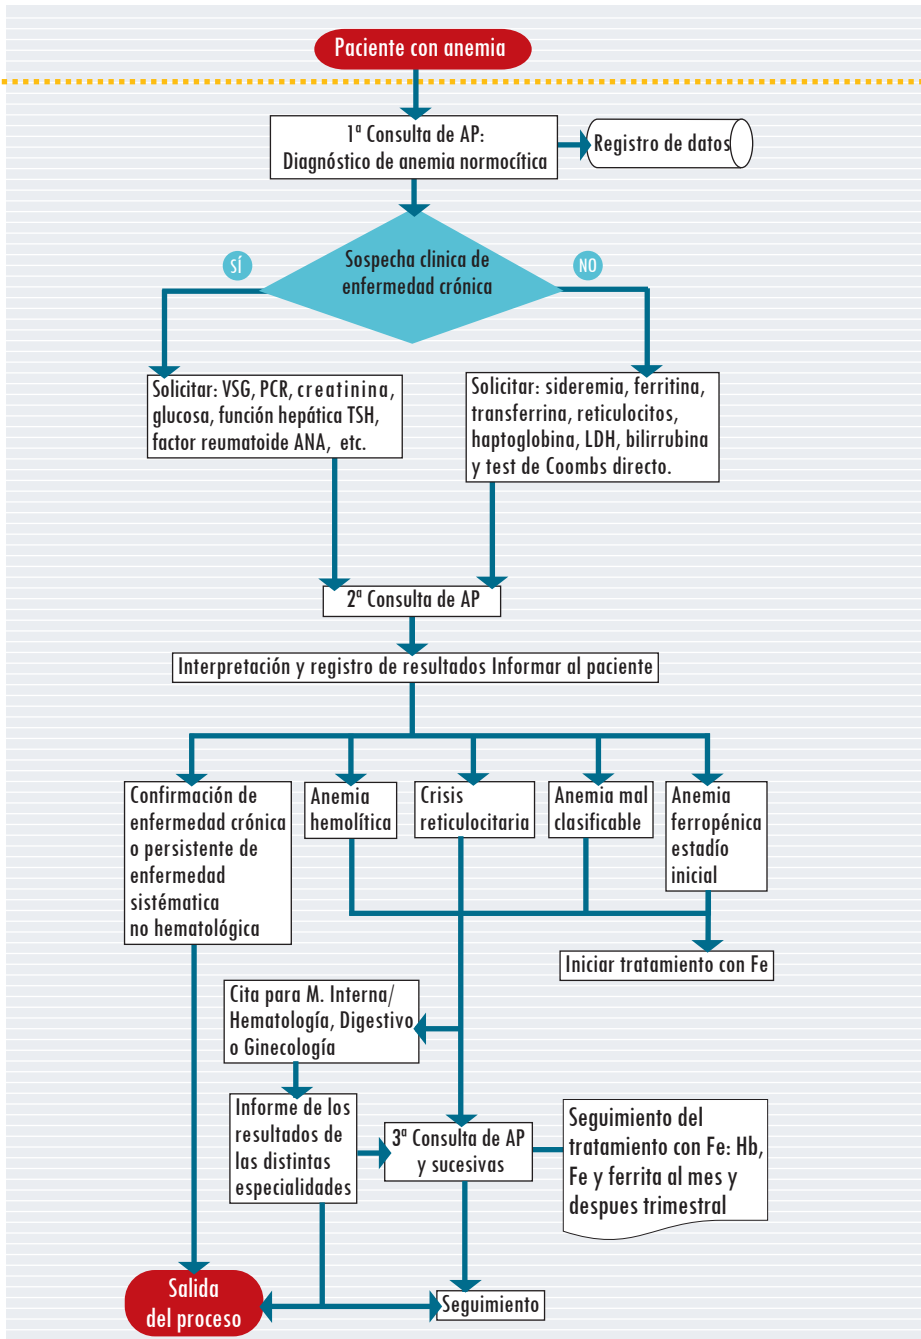 Paciente con anemia
1ª Consulta de AP:
Diagnóstico de anemia normocítica
Registro de datos
Sospecha clinica de
enfermedad crónica
SÍ
NO
Solicitar: VSG, PCR, creatinina,
glucosa, función hepática TSH,
factor reumatoide ANA, etc.
Solicitar: sideremia, ferritina,
transferrina, reticulocitos,
haptoglobina, LDH, bilirrubina
y test de Coombs directo.
2ª Consulta de AP
Interpretación y registro de resultados Informar al paciente
Confirmación de
enfermedad crónica
o persistente de
enfermedad
sistématica
no hematológica
Anemia
hemolítica
Crisis
reticulocitaria
Anemia mal
clasificable
Anemia
ferropénica
estadío
inicial
Iniciar tratamiento con Fe
Cita para M. Interna/
Hematología, Digestivo
o Ginecología
Informe de los
resultados de
las distintas
especialidades
3ª Consulta de AP
y sucesivas
Seguimiento del
tratamiento con Fe: Hb,
Fe y ferrita al mes y
despues trimestral
Salida
del proceso
Seguimiento